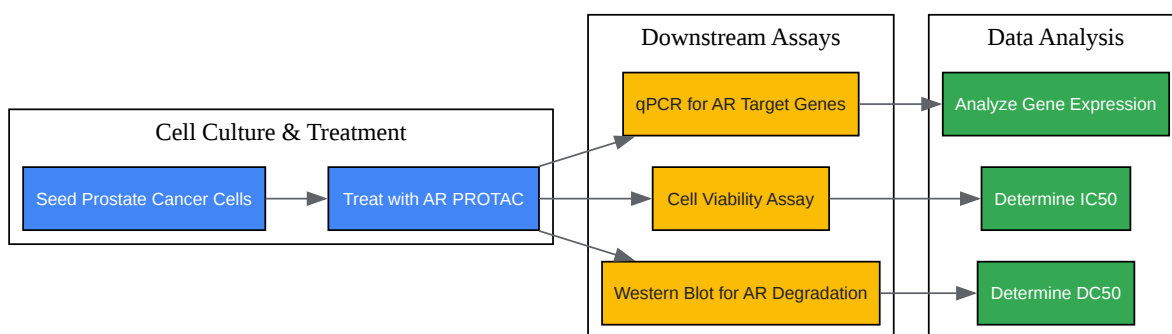 Cell Culture & Treatment
Seed Prostate Cancer Cells
Treat with AR PROTAC
Downstream Assays
qPCR for AR Target Genes
Cell Viability Assay
Western Blot for AR Degradation
Data Analysis
Analyze Gene Expression
Determine IC50
Determine DC50